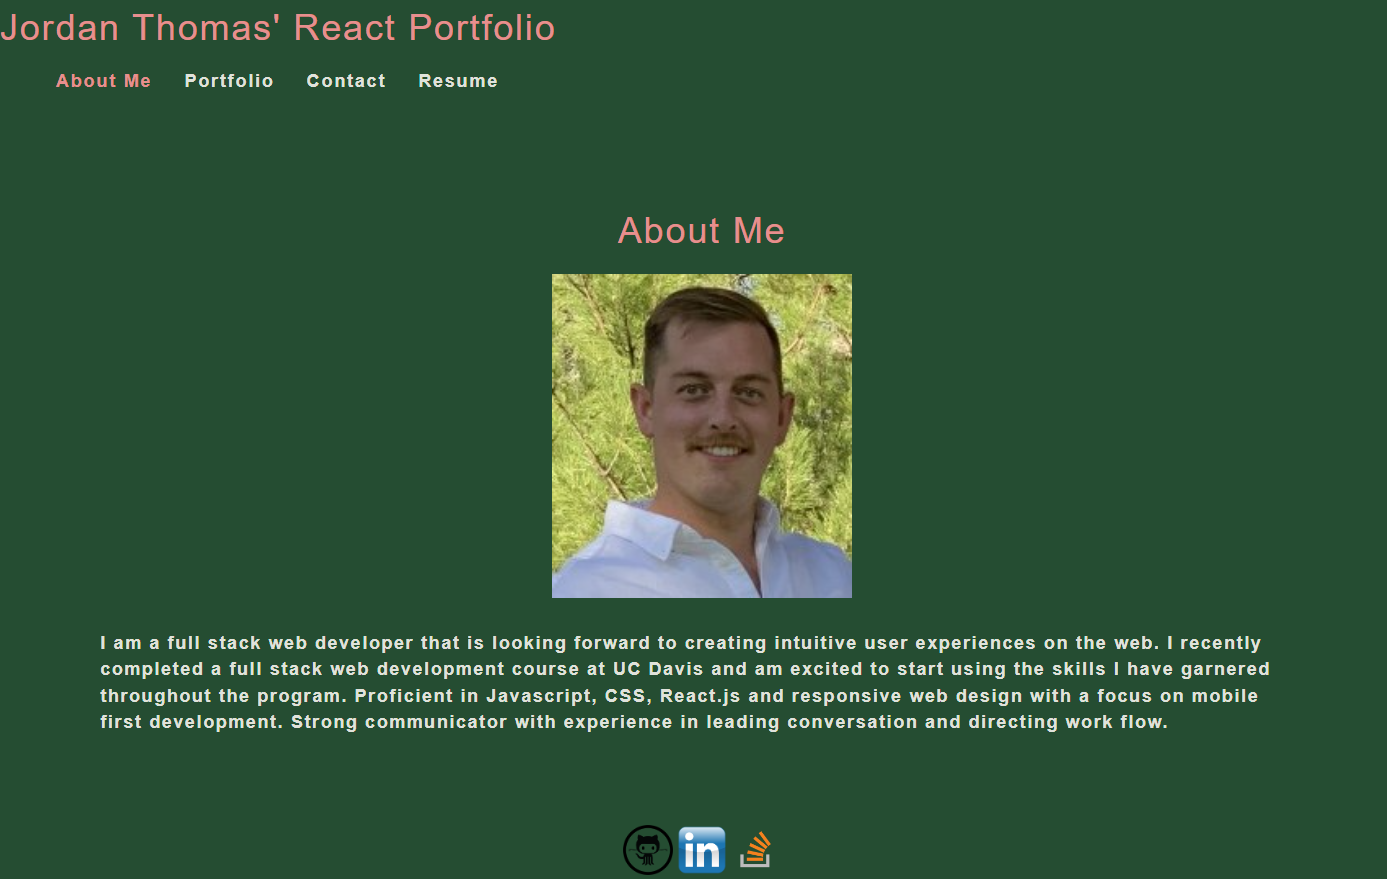 Jordan Thomas' React Portfolio
About Me Portfolio Contact Resume
About Me
I am a full stack web developer that is looking forward to creating intuitive user experiences on the web. I recently
completed a full stack web development course at UC Davis and am excited to start using the skills I have garnered
throughout the program. Proficient in Javascript, CSS, React.js and responsive web design with a focus on mobile
first development. Strong communicator with experience in leading conversation and directing work flow.
in